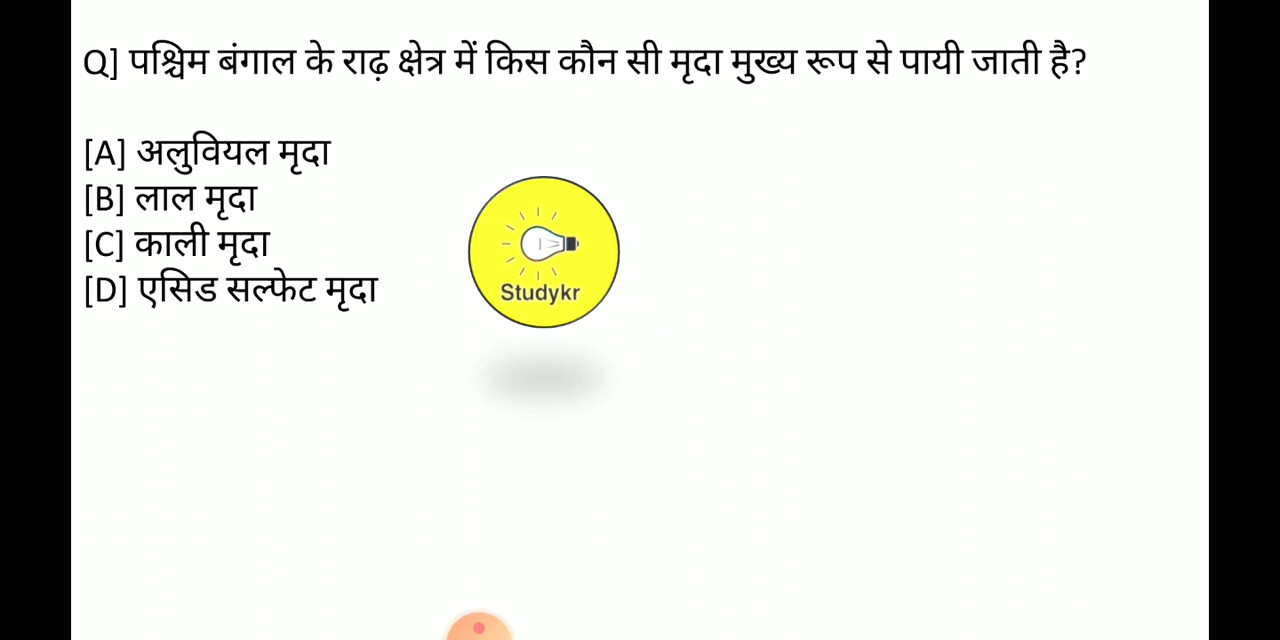 Q] पश्चिम बंगाल के राढ़ क्षेत्र में किस कौन सी मृदा मुख्य रूप से पायी जाती है?
[A] अलुवियल मृदा
[B] लाल मृदा
[C] काली मृदा
[D] एसिड सल्फेट मृदा
Studykr